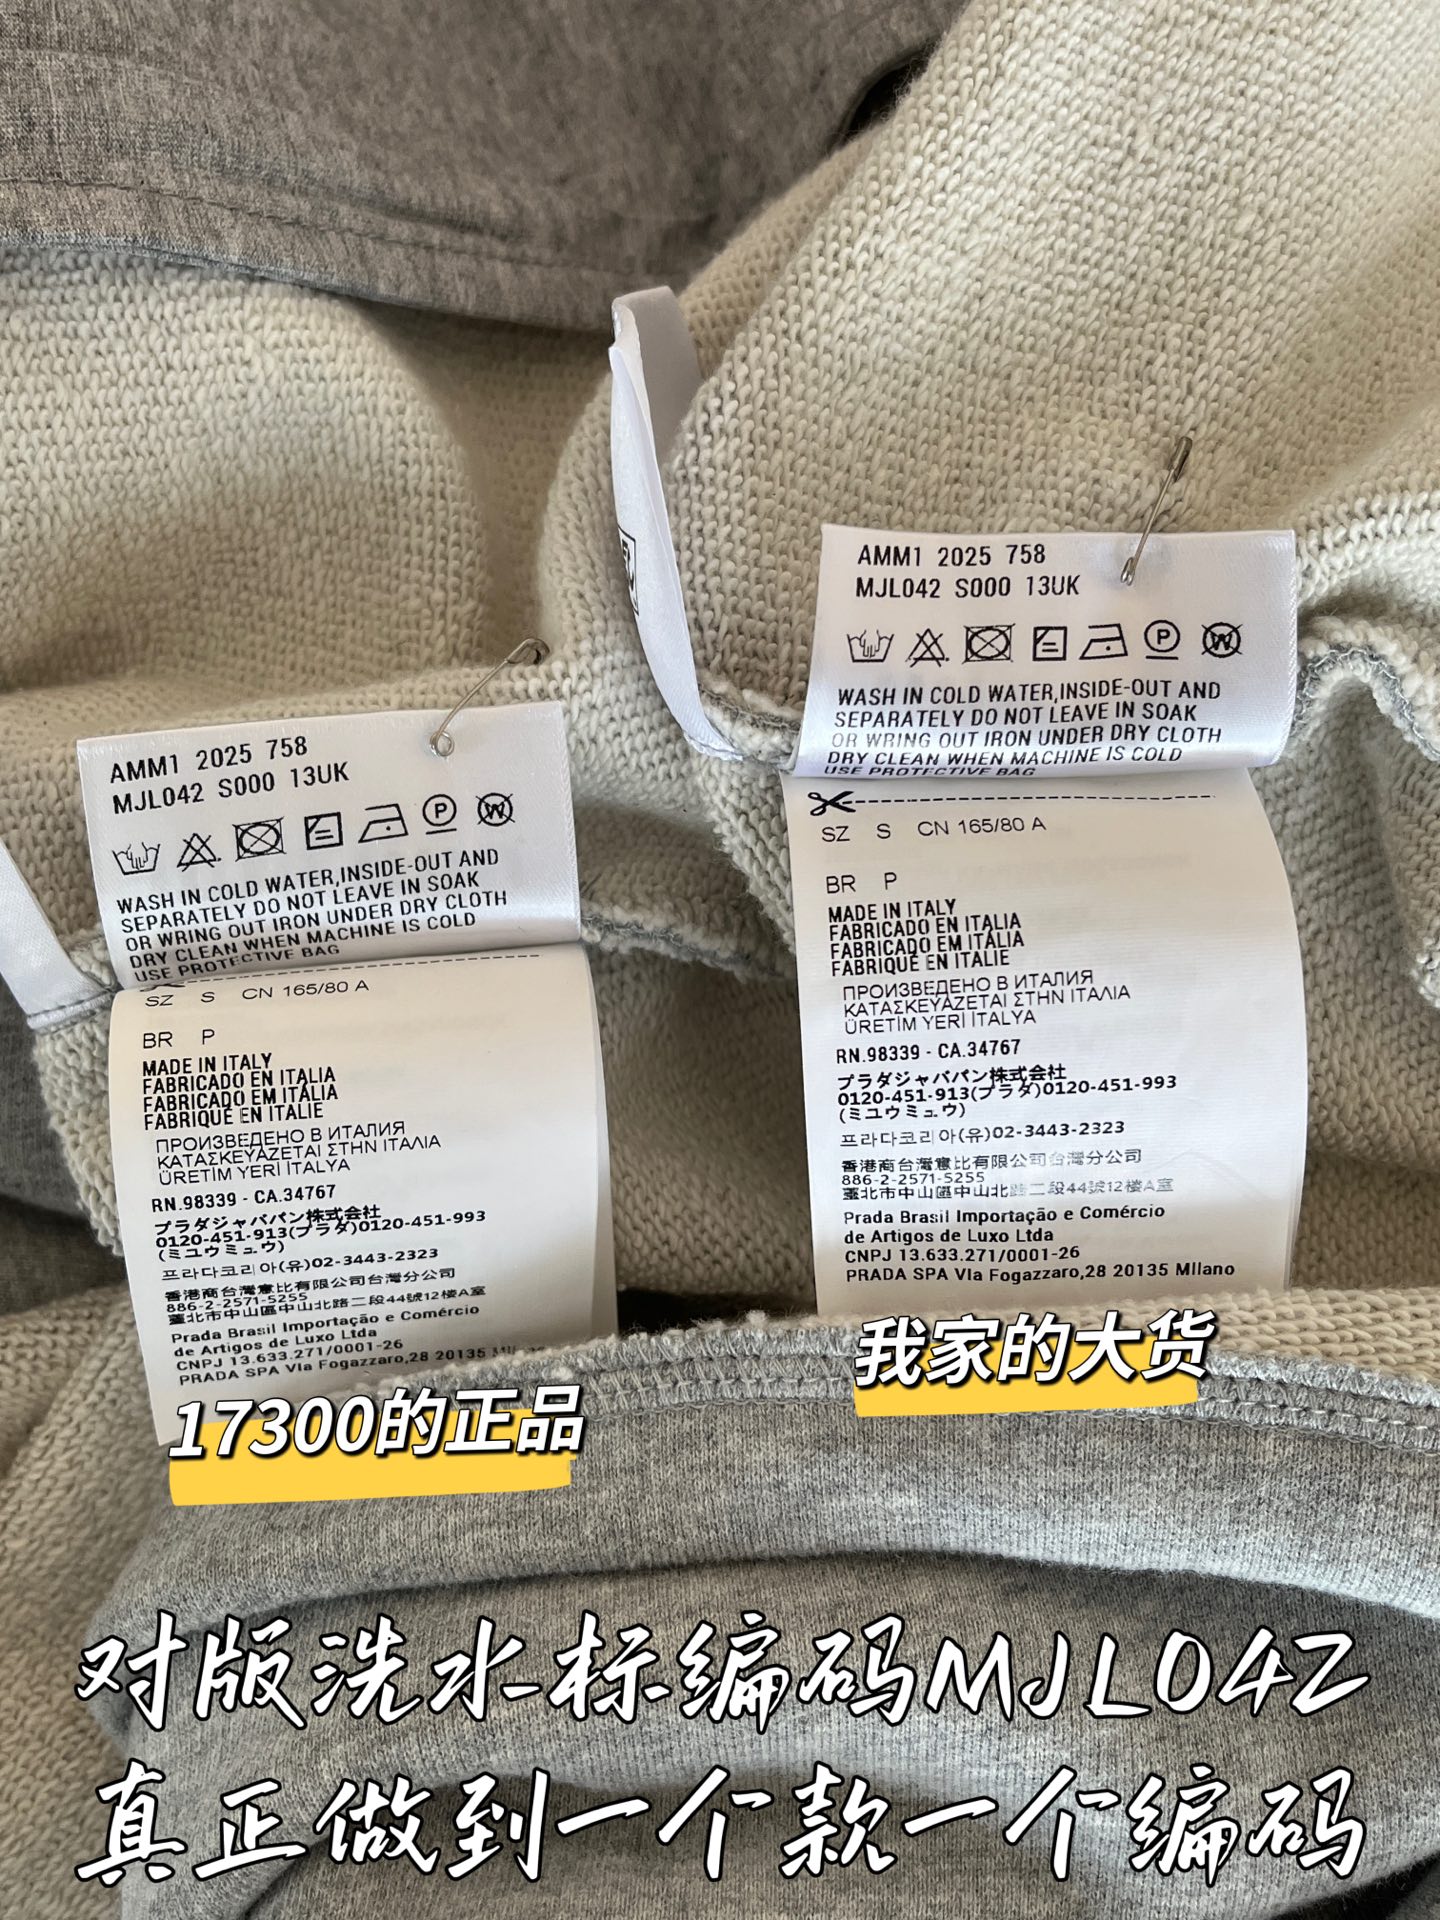 AMM1 2025 758
MJL042 S000 13UK
WASH IN COLD WATER,INSIDE-OUT AND
SEPARATELY DO NOT LEAVE IN SOAK
OR WRING OUT IRON UNDER DRY CLOTH
DRY CLEAN WHEN MACHINE IS COLD
USE PROTECTIVE BAG
SZ S CN 165/80 A
BR P
MADE IN ITALY
FABRICADO EN ITALIA
FABRICADO EM ITÁLIA
FABRIQUÉ EN ITALIE
ПРОИЗВЕДЕНО В ИТАЛИЯ
ΚΑΤΑΣΚΕΥΑΖΕΤΑΙ ΣΤΗΝ ΙΤΑΛΙΑ
ÜRETİM YERİ İTALYA
RN.98339 - CA.34767
プラダジャパバン株式会社
0120-451-913(プラダ)0120-451-993
(ミユウミュウ)
프라다코리아(유)02-3443-2323
香港商台灣意比有限公司台灣分公司
886-2-2571-5255
臺北市中山區中山北路二段44號12樓A室
Prada Brasil Importação e Comércio
de Artigos de Luxo Ltda
CNPJ 13.633.271/0001-26
PRADA SPA VIa Fogazzaro,28 20135
17300的正品
AMM1 2025 758
MJL042 S000 13UK
P
W
WASH IN COLD WATER,INSIDE-OUT AND
SEPARATELY DO NOT LEAVE IN SOAK
OR WRING OUT IRON UNDER DRY CLOTH
DRY CLEAN WHEN MACHINE IS COLD
USE PROTECTIVE BAG
SZ S CN 165/80 A
BR P
MADE IN ITALY
FABRICADO EN ITALIA
FABRICADO EM ITÁLIA
FABRIQUÉ EN ITALIE
ПРОИЗВЕДЕНО В ИТАЛИЯ
ΚΑΤΑΣΚΕΥΑΖΕΤΑΙ ΣΤΗΝ ΙΤΑΛΙΑ
ÜRETİM YERİ İTALYA
RN.98339 - CA.34767
プラダジャパバン株式会社
0120-451-913(プラダ)0120-451-993
(ミユウミュウ)
프라다코리아(유)02-3443-2323
香港商台灣意比有限公司台灣分公司
886-2-2571-5255
臺北市中山區中山北路二段44號12樓A室
Prada Brasil Importação e Comércio
de Artigos de Luxo Ltda
CNPJ 13.633.271/0001-26
PRADA SPA VIa Fogazzaro,28 20135 MIlano
我家的大货
对版洗水标编码MJL042
真正做到一个款一个编码